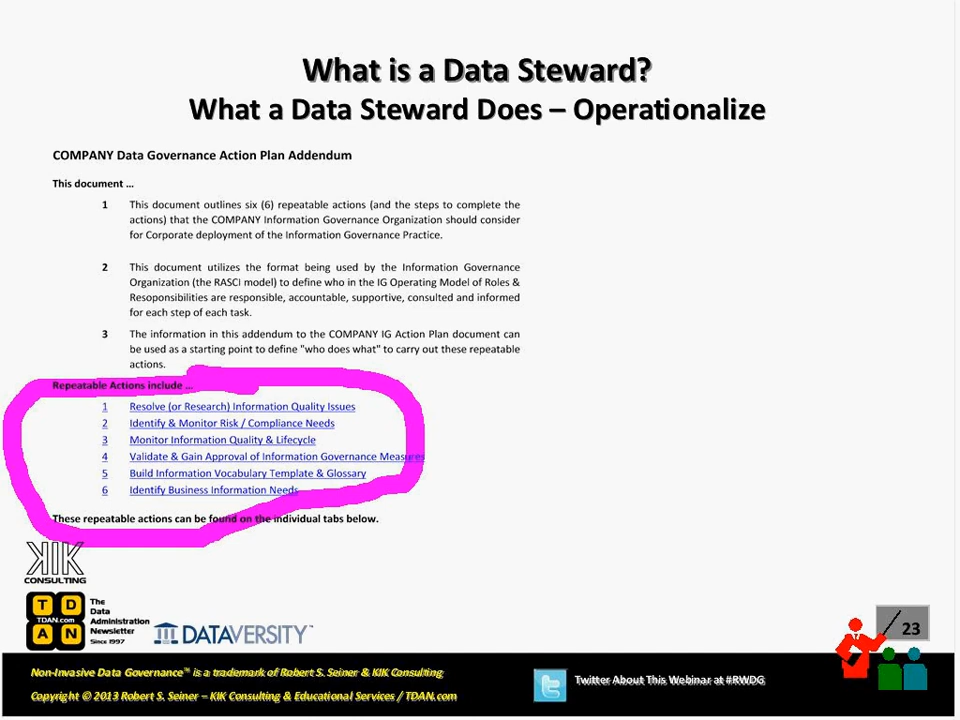 What is a Data Steward?
What a Data Steward Does – Operationalize
COMPANY Data Governance Action Plan Addendum
This document ...
1 This document outlines six (6) repeatable actions (and the steps to complete the
actions) that the COMPANY Information Governance Organization should consider
for Corporate deployment of the Information Governance Practice.
2 This document utilizes the format being used by the Information Governance
Organization (the RASCI model) to define who in the IG Operating Model of Roles &
Resoponsibilities are responsible, accountable, supportive, consulted and informed
for each step of each task.
3 The information in this addendum to the COMPANY IG Action Plan document can
be used as a starting point to define "who does what" to carry out these repeatable
actions.
Repeatable Actions include ...
1 Resolve (or Research) Information Quality Issues
2 Identify & Monitor Risk / Compliance Needs
3 Monitor Information Quality & Lifecycle
4 Validate & Gain Approval of Information Governance Measures
5 Build Information Vocabulary Template & Glossary
6 Identify Business Information Needs
These repeatable actions can be found on the individual tabs below.
KIK
CONSULTING
T D
TDAN.com
A N
The
Data
Administration
Newsletter
Since 1997
DATAVERSITY™
/ 23
Non-Invasive Data Governance™ is a trademark of Robert S. Seiner & KIK Consulting
Copyright © 2013 Robert S. Seiner – KIK Consulting & Educational Services / TDAN.com
Twitter About This Webinar at #RWDG